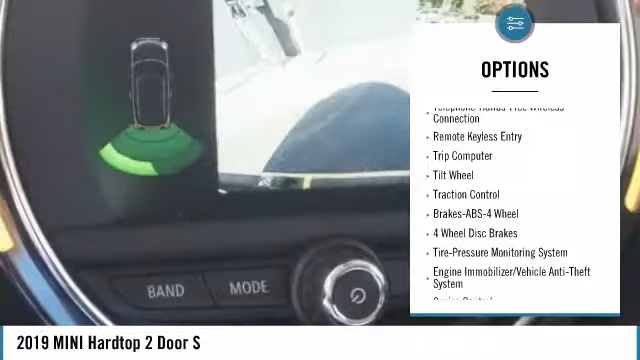 OPTIONS
Connection
Remote Keyless Entry
Trip Computer
Tilt Wheel
Traction Control
Brakes-ABS-4 Wheel
4 Wheel Disc Brakes
Tire-Pressure Monitoring System
Engine Immobilizer/Vehicle Anti-Theft
System
BAND
MODE
2019 MINI Hardtop 2 Door S